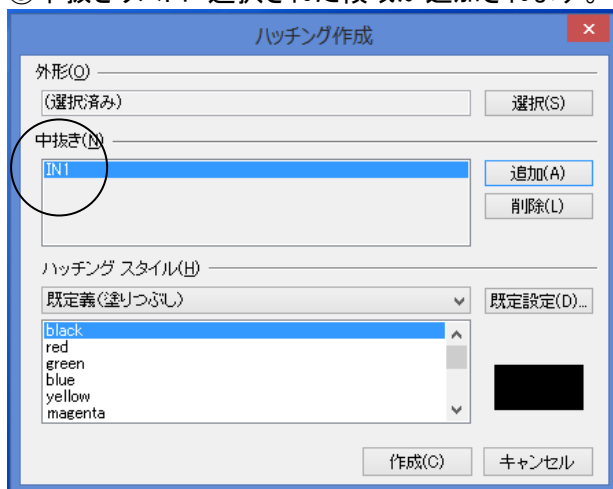 ハッチング作成
外形(O)
(選択済み) 選択(S)
中抜き(N)
IN1 追加(A)
削除(L)
ハッチング スタイル(H)
既定義(塗りつぶし) 既定設定(D)...
black
red
green
blue
yellow
magenta
作成(C) キャンセル